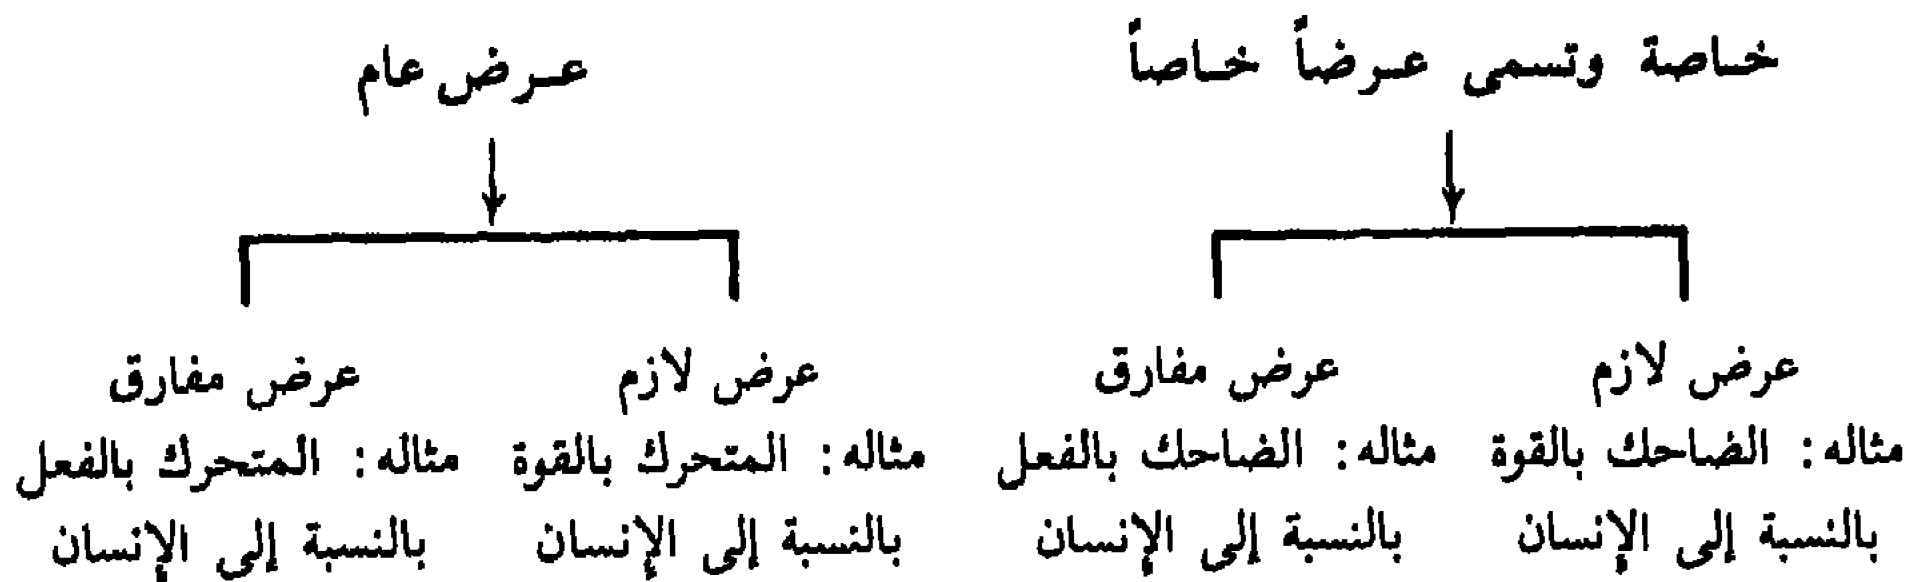 خاصة وتسمى عرضاً خاصاً
عرض لازم
مثاله: الضاحك بالقوة
بالنسبة إلى الإنسان
عرض مفارق
مثاله: الضاحك بالفعل
بالنسبة إلى الإنسان
عرض عام
عرض لازم
مثاله: المتحرك بالقوة
بالنسبة إلى الإنسان
عرض مفارق
مثاله: المتحرك بالفعل
بالنسبة إلى الإنسان